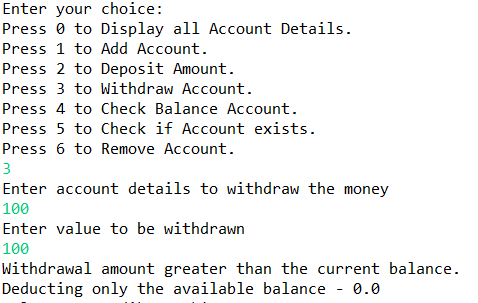 Enter your choice:
Press 0 to Display all Account Details.
Press 1 to Add Account.
Press 2 to Deposit Amount.
Press 3 to Withdraw Account.
Press 4 to Check Balance Account.
Press 5 to Check if Account exists.
Press 6 to Remove Account.
3
Enter account details to withdraw the money
100
Enter value to be withdrawn
100
Withdrawal amount greater than the current balance.
Deducting only the available balance - 0.0